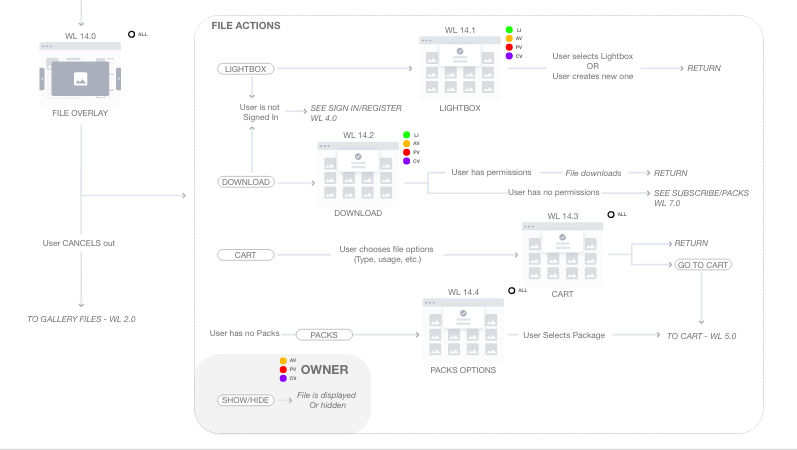 WL 14.0
ALL
FILE OVERLAY
User CANCELS out
TO GALLERY FILES - WL 2.0
FILE ACTIONS
WL 14.1
LI
AV
PV
CV
LIGHTBOX
LIGHTBOX
User selects Lightbox
OR
User creates new one
RETURN
User is not
Signed In
SEE SIGN IN/REGISTER
WL 4.0
WL 14.2
LI
AV
PV
CV
DOWNLOAD
DOWNLOAD
User has permissions
File downloads
RETURN
User has no permissions
SEE SUBSCRIBE/PACKS
WL 7.0
WL 14.3
ALL
CART
User chooses file options
(Type, usage, etc.)
CART
RETURN
GO TO CART
WL 14.4
ALL
User has no Packs
PACKS
PACKS OPTIONS
User Selects Package
TO CART - WL 5.0
AV
PV
CV
OWNER
SHOW/HIDE
File is displayed
Or hidden